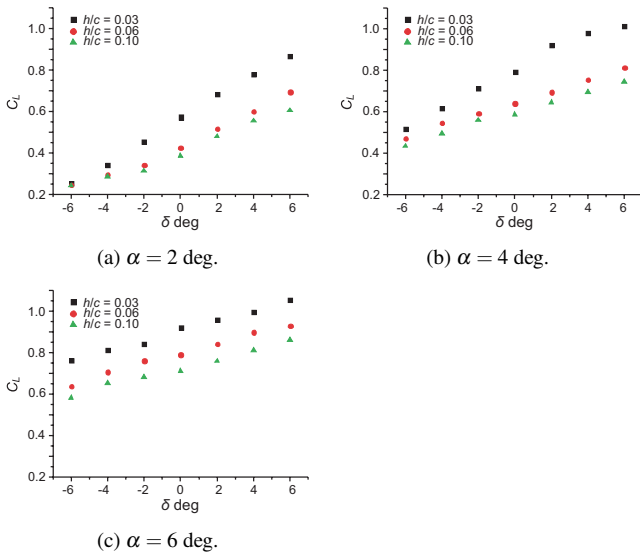 1.0
0.8
0.6
0.4
0.2
C_L
h/c = 0.03
h/c = 0.06
h/c = 0.10
-6 -4 -2 0 2 4 6
δ deg
(a) α = 2 deg.
1.0
0.8
0.6
0.4
0.2
C_L
h/c = 0.03
h/c = 0.06
h/c = 0.10
-6 -4 -2 0 2 4 6
δ deg
(b) α = 4 deg.
1.0
0.8
0.6
0.4
0.2
C_L
h/c = 0.03
h/c = 0.06
h/c = 0.10
-6 -4 -2 0 2 4 6
δ deg
(c) α = 6 deg.